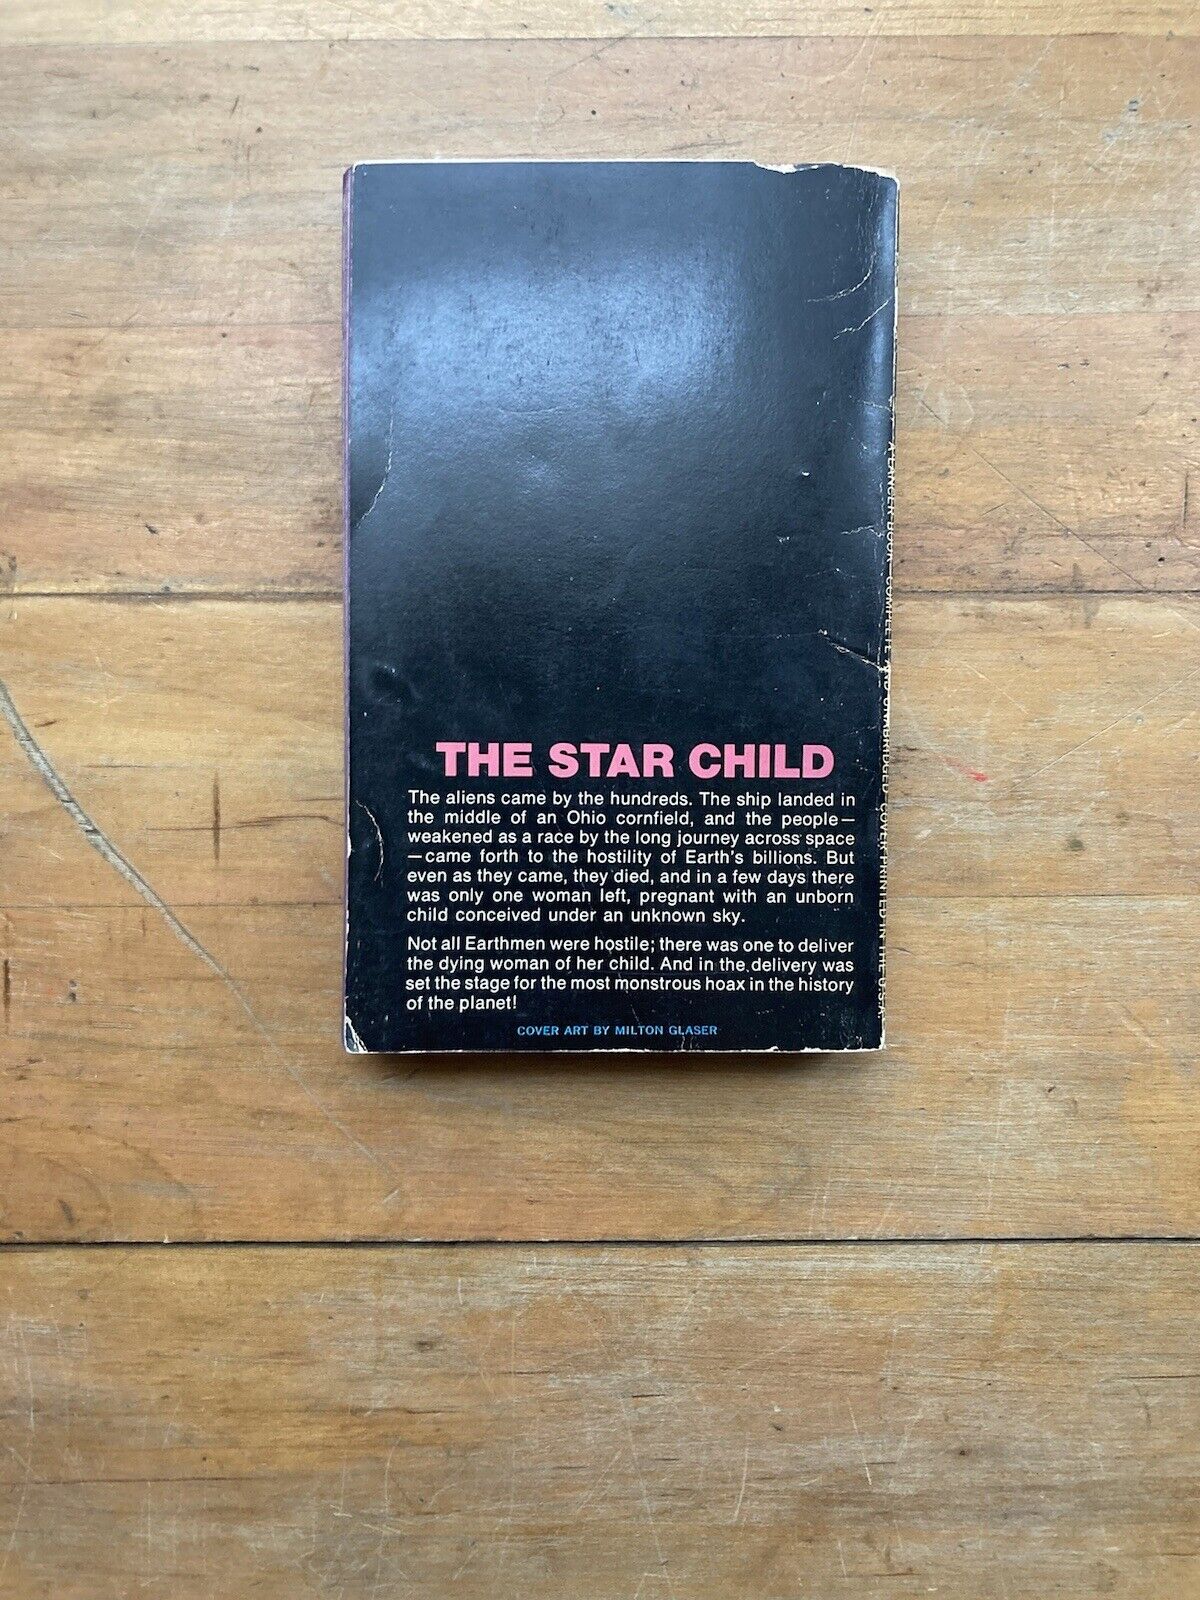 THE STAR CHILD
The aliens came by the hundreds. The ship landed in
the middle of an Ohio cornfield, and the people—
weakened as a race by the long journey across space
—came forth to the hostility of Earth's billions. But
even as they came, they died, and in a few days there
was only one woman left, pregnant with an unborn
child conceived under an unknown sky.
Not all Earthmen were hostile; there was one to deliver
the dying woman of her child. And in the delivery was
set the stage for the most monstrous hoax in the history
of the planet!
COVER ART BY MILTON GLASER
A LANCER BOOK—COMPLETE AND UNABRIDGED COVER PRINTED IN THE U.S.A.